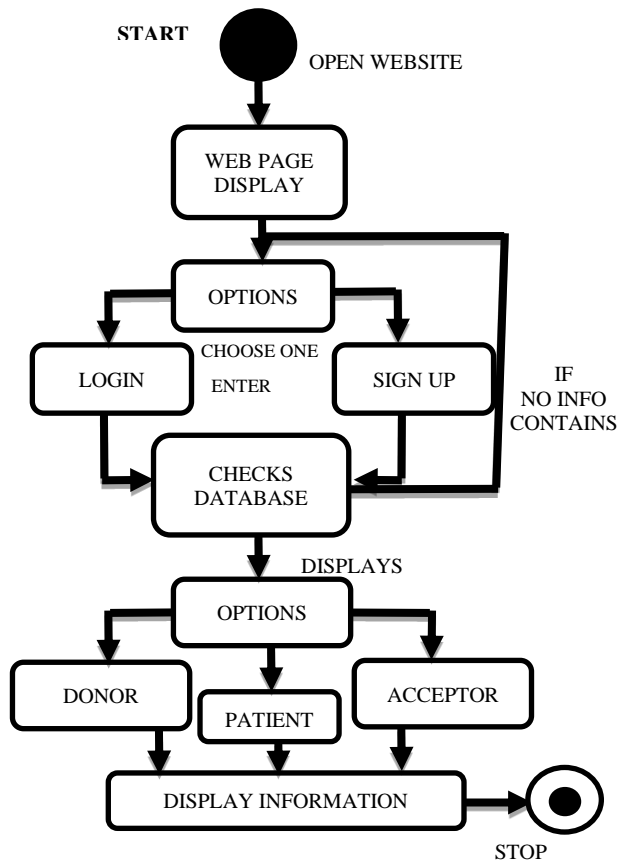 START
OPEN WEBSITE
WEB PAGE
DISPLAY
OPTIONS
CHOOSE ONE
LOGIN
ENTER
SIGN UP
IF
NO INFO
CONTAINS
CHECKS
DATABASE
DISPLAYS
OPTIONS
DONOR
PATIENT
ACCEPTOR
DISPLAY INFORMATION
STOP